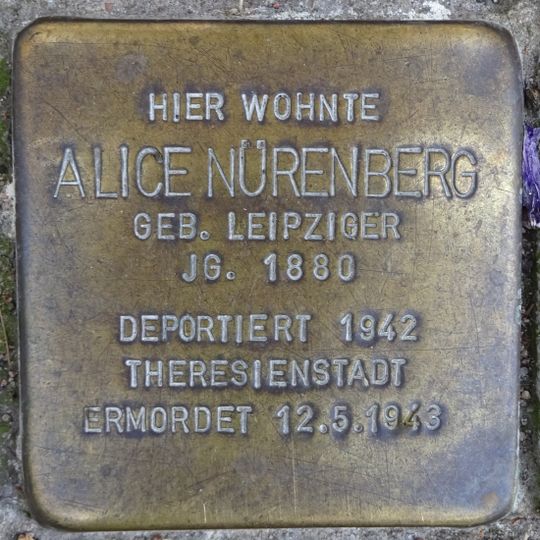 HIER WOHNTE
ALICE NÜRENBERG
GEB. LEIPZIGER
JG. 1880
DEPORTIERT 1942
THERESIENSTADT
ERMORDET 12.5.1943